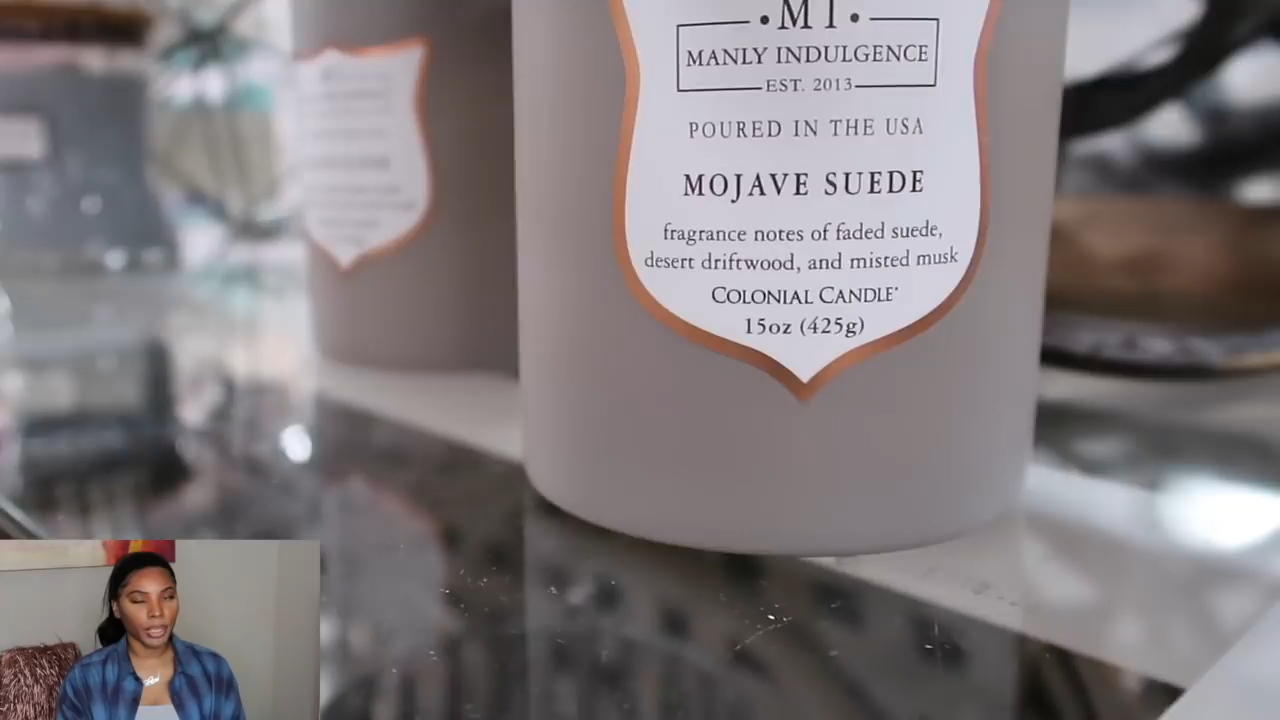 • M I •
MANLY INDULGENCE
EST. 2013
POURED IN THE USA
MOJAVE SUEDE
fragrance notes of faded suede,
desert driftwood, and misted musk
COLONIAL CANDLE®
15oz (425g)